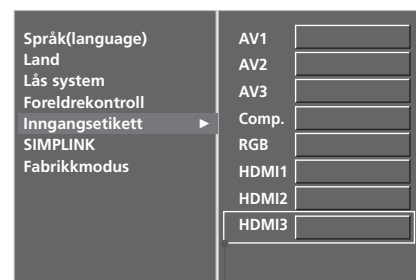 Språk(language)
Land
Lås system
Foreldrekontroll
Inngangsetikett ►
SIMPLINK
Fabrikkmodus
AV1
AV2
AV3
Comp.
RGB
HDMI1
HDMI2
HDMI3